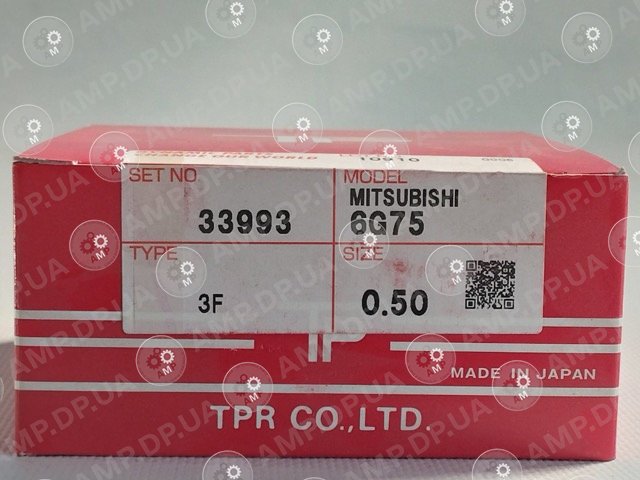 SET NO
33993
MODEL
MITSUBISHI
6G75
TYPE
3F
SIZE
0.50
MADE IN JAPAN
TPR CO.,LTD.
AMP.DP.UA